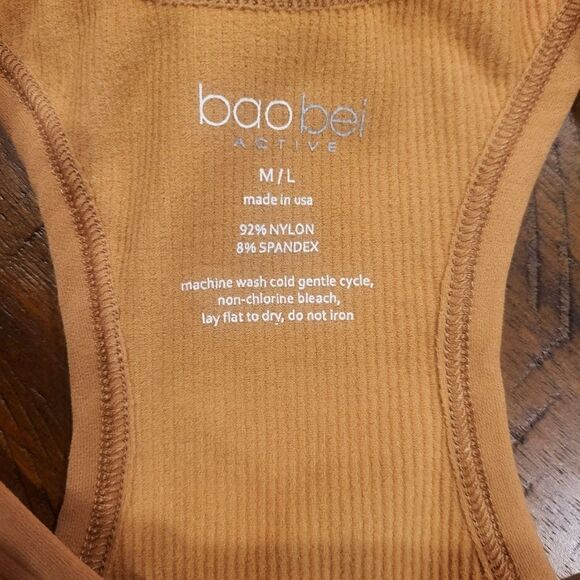 baobei
ACTIVE
M/L
made in usa
92% NYLON
8% SPANDEX
machine wash cold gentle cycle,
non-chlorine bleach,
lay flat to dry, do not iron